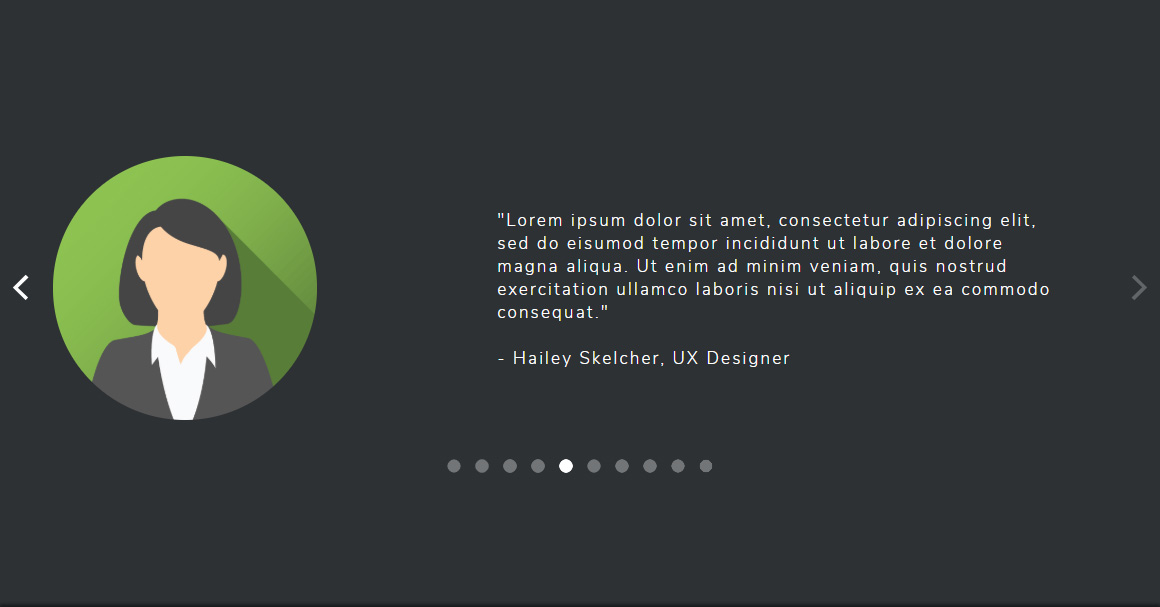 "Lorem ipsum dolor sit amet, consectetur adipiscing elit,
sed do eisumod tempor incididunt ut labore et dolore
magna aliqua. Ut enim ad minim veniam, quis nostrud
exercitation ullamco laboris nisi ut aliquip ex ea commodo
consequat."
- Hailey Skelcher, UX Designer